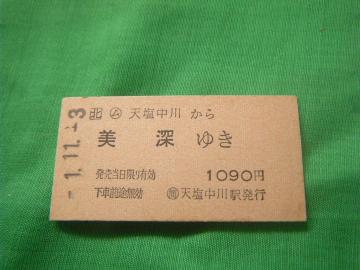 -1.11.-3
北 ム 天塩中川 から
美深 ゆき
発売当日限り有効 1090円
下車前途無効 簡 天塩中川駅発行